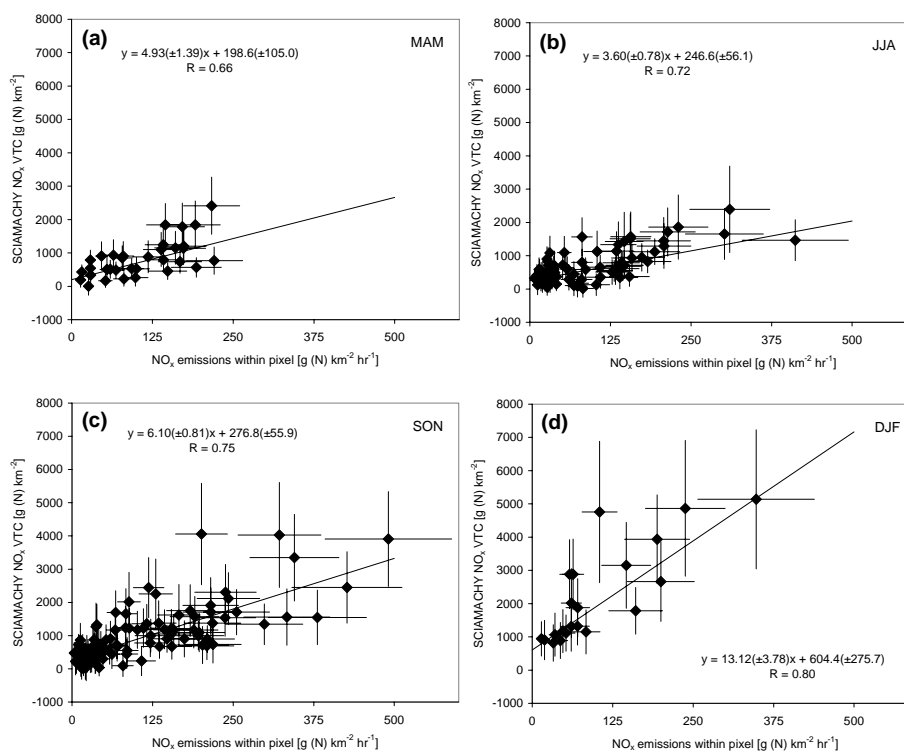 (a)
MAM
y = 4.93(±1.39)x + 198.6(±105.0)
R = 0.66
8000
7000
6000
5000
4000
3000
2000
1000
0
-1000
SCIAMACHY NOx VTC [g (N) km-2]
0 125 250 375 500
NOx emissions within pixel [g (N) km-2 hr-1]
(b)
JJA
y = 3.60(±0.78)x + 246.6(±56.1)
R = 0.72
8000
7000
6000
5000
4000
3000
2000
1000
0
-1000
SCIAMACHY NOx VTC [g (N) km-2]
0 125 250 375 500
NOx emissions within pixel [g (N) km-2 hr-1]
(c)
SON
y = 6.10(±0.81)x + 276.8(±55.9)
R = 0.75
8000
7000
6000
5000
4000
3000
2000
1000
0
-1000
SCIAMACHY NOx VTC [g (N) km-2]
0 125 250 375 500
NOx emissions within pixel [g (N) km-2 hr-1]
(d)
DJF
8000
7000
6000
5000
4000
3000
2000
1000
0
-1000
SCIAMACHY NOx VTC [g (N) km-2]
y = 13.12(±3.78)x + 604.4(±275.7)
R = 0.80
0 125 250 375 500
NOx emissions within pixel [g (N) km-2 hr-1]